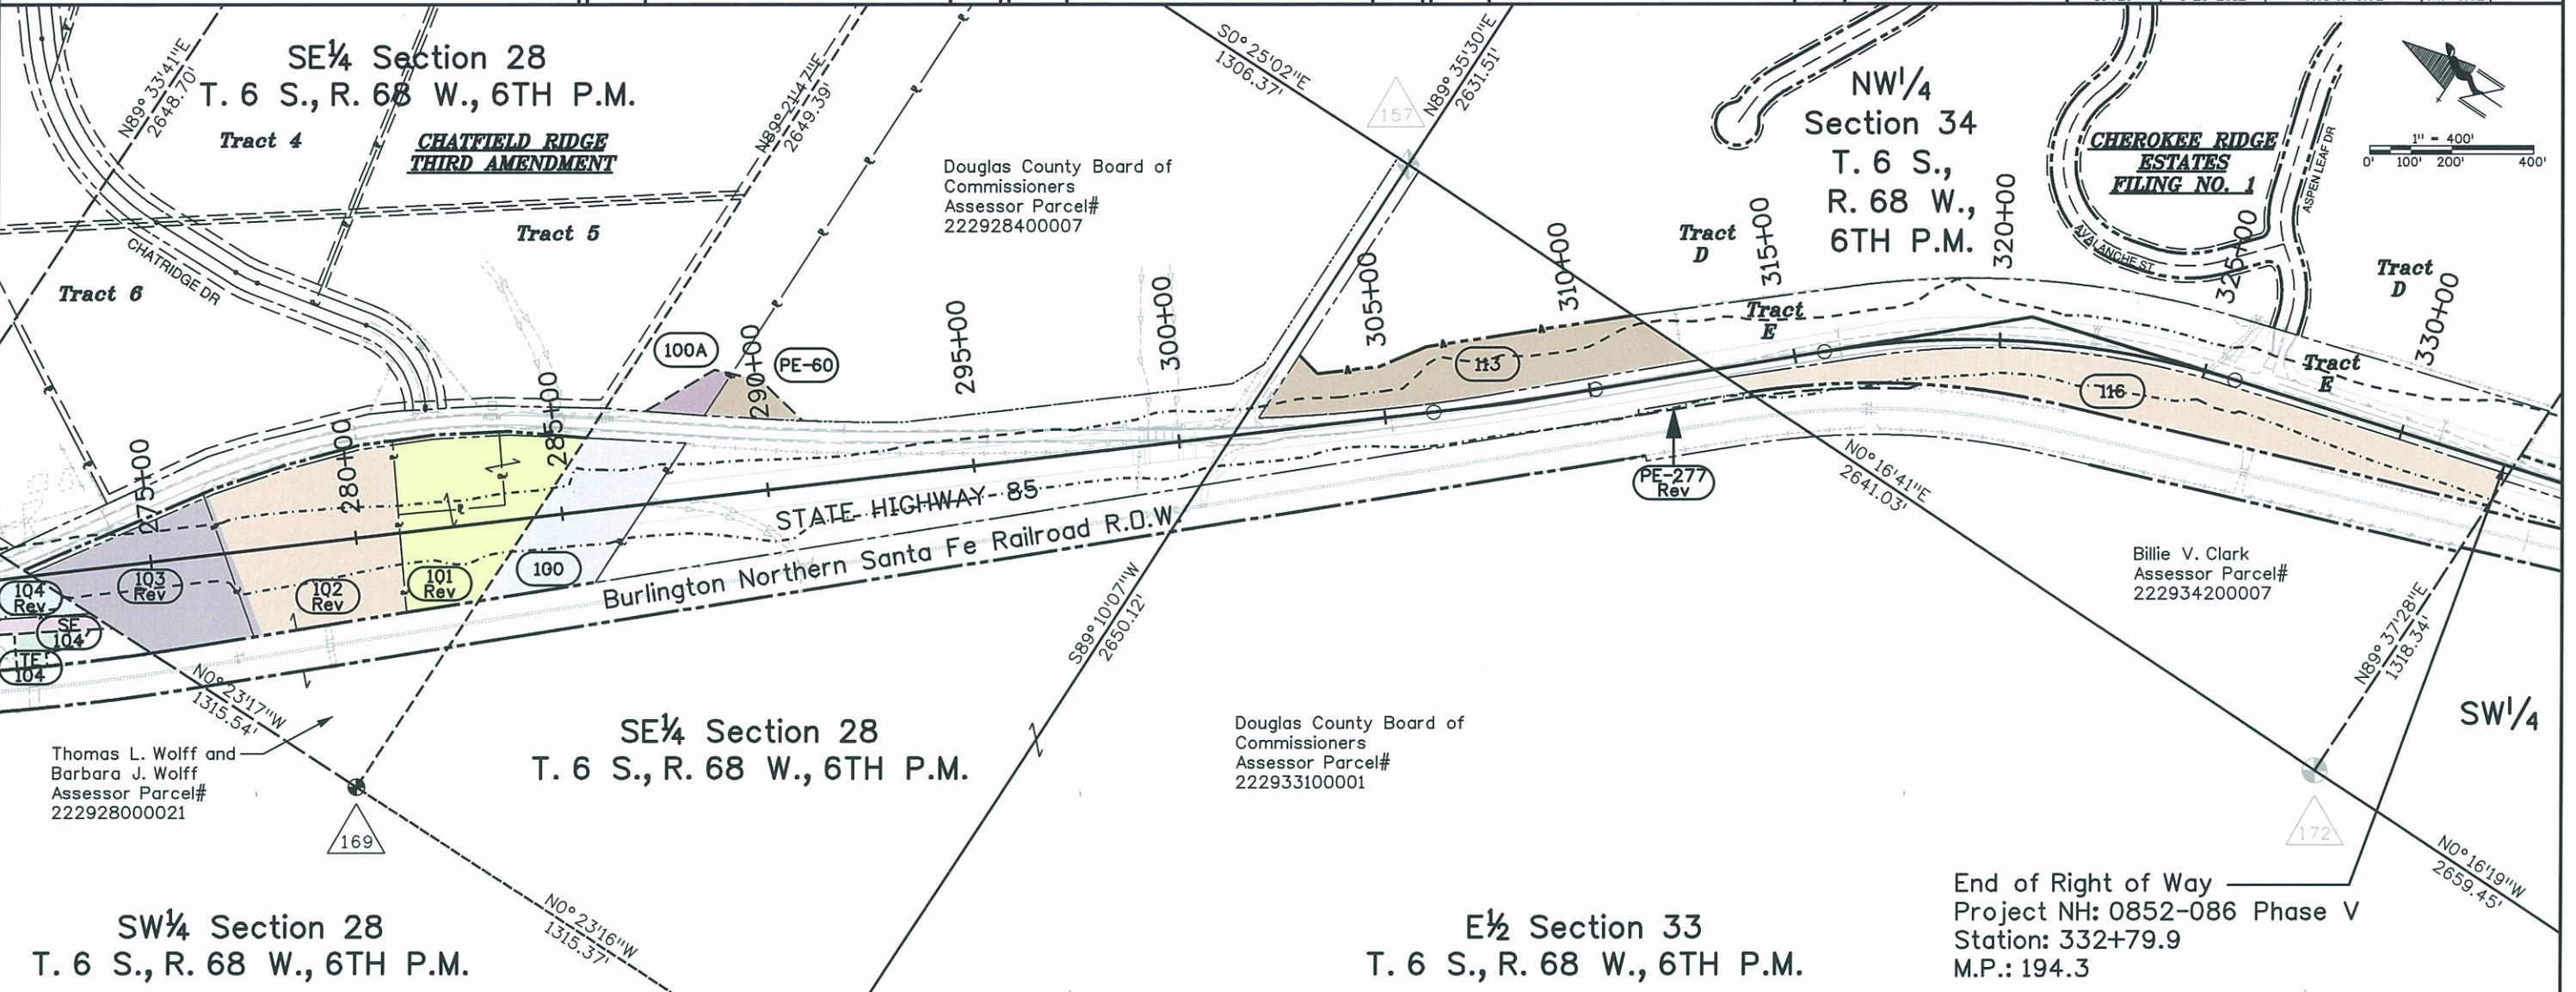 SE¼ Section 28
T. 6 S., R. 68 W., 6TH P.M.
Tract 4
CHATFIELD RIDGE
THIRD AMENDMENT
N89°33'41"E
2648.70'
N89°21'47"E
2649.39'
Tract 5
Tract 6
CHATRIDGE DR
Douglas County Board of
Commissioners
Assessor Parcel#
222928400007
S0°25'02"E
1306.37'
157
N89°35'30"E
2631.51'
NW1/4
Section 34
T. 6 S.,
R. 68 W.,
6TH P.M.
CHEROKEE RIDGE
ESTATES
FILING NO. 1
ASPEN LEAF DR
AVALANCHE ST
1" = 400'
0' 100' 200' 400'
Tract
D
Tract
E
Tract
D
Tract
E
275+00
280+00
285+00
290+00
295+00
300+00
305+00
310+00
315+00
320+00
325+00
330+00
100A
PE-60
113
116
PE-277
Rev
STATE HIGHWAY 85
Burlington Northern Santa Fe Railroad R.O.W.
100
101
Rev
102
Rev
103
Rev
104
Rev
SE
104
TE
104
N0°23'17"W
1315.54'
Thomas L. Wolff and
Barbara J. Wolff
Assessor Parcel#
222928000021
169
SE¼ Section 28
T. 6 S., R. 68 W., 6TH P.M.
S89°10'07"W
2650.12'
Douglas County Board of
Commissioners
Assessor Parcel#
222933100001
N0°16'41"E
2641.03'
Billie V. Clark
Assessor Parcel#
222934200007
N89°37'28"E
1318.34'
SW1/4
172
N0°16'19"W
2659.45'
SW¼ Section 28
T. 6 S., R. 68 W., 6TH P.M.
N0°23'16"W
1315.37'
E½ Section 33
T. 6 S., R. 68 W., 6TH P.M.
End of Right of Way
Project NH: 0852-086 Phase V
Station: 332+79.9
M.P.: 194.3